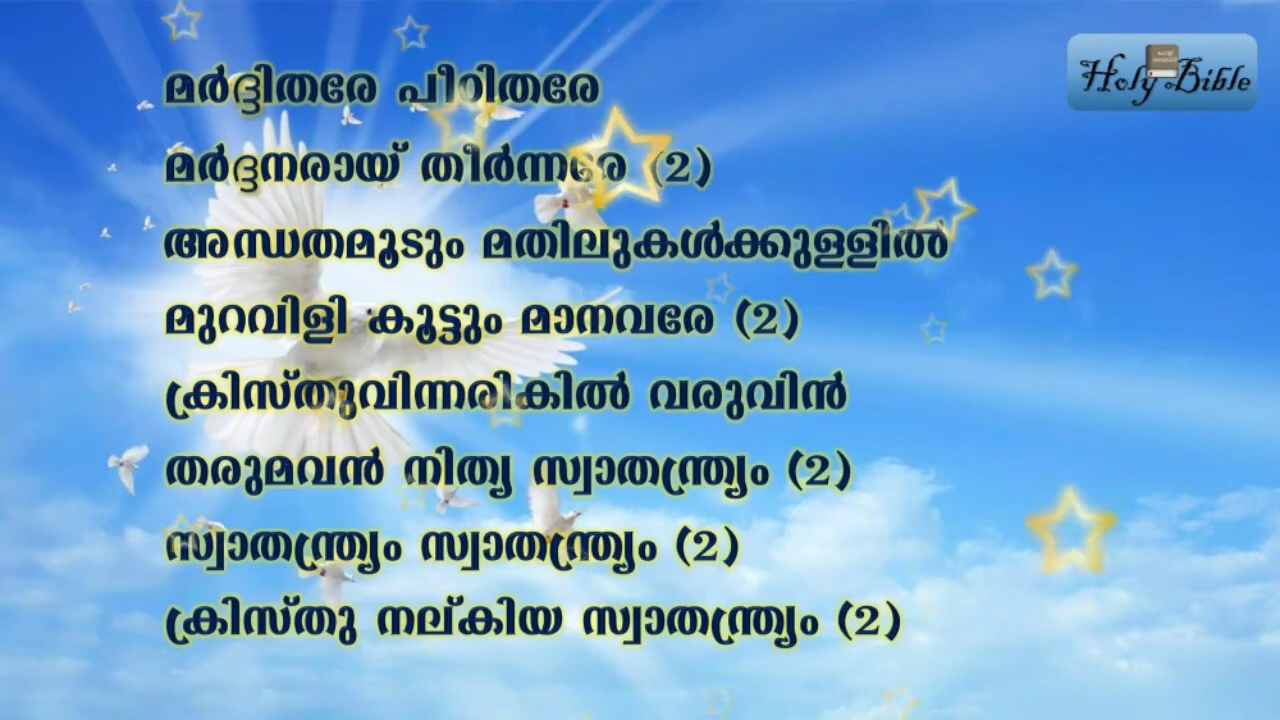 മർദ്ദിതരേ പീഠിതരേ
മർദ്ദനരായ് തീർന്നരേ (2)
അന്ധതമൂടും മതിലുകൾക്കുള്ളിൽ
മുറവിളി കൂട്ടും മാനവരേ (2)
ക്രിസ്തുവിന്നരികിൽ വരുവിൻ
തരുമവൻ നിത്യ സ്വാതന്ത്ര്യം (2)
സ്വാതന്ത്ര്യം സ്വാതന്ത്ര്യം (2)
ക്രിസ്തു നല്കിയ സ്വാതന്ത്ര്യം (2)
Holy Bible